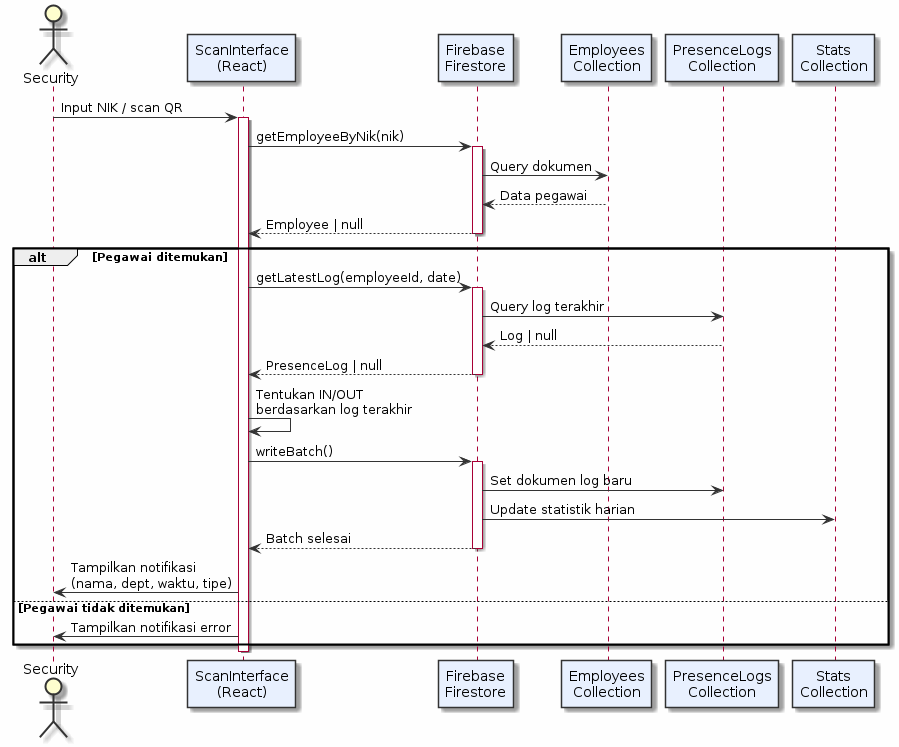 Security
ScanInterface
(React)
Firebase
Firestore
Employees
Collection
PresenceLogs
Collection
Stats
Collection
Input NIK / scan QR
getEmployeeByNik(nik)
Query dokumen
Data pegawai
Employee | null
alt
[Pegawai ditemukan]
getLatestLog(employeeId, date)
Query log terakhir
Log | null
PresenceLog | null
Tentukan IN/OUT
berdasarkan log terakhir
writeBatch()
Set dokumen log baru
Update statistik harian
Batch selesai
Tampilkan notifikasi
(nama, dept, waktu, tipe)
[Pegawai tidak ditemukan]
Tampilkan notifikasi error
Security
ScanInterface
(React)
Firebase
Firestore
Employees
Collection
PresenceLogs
Collection
Stats
Collection